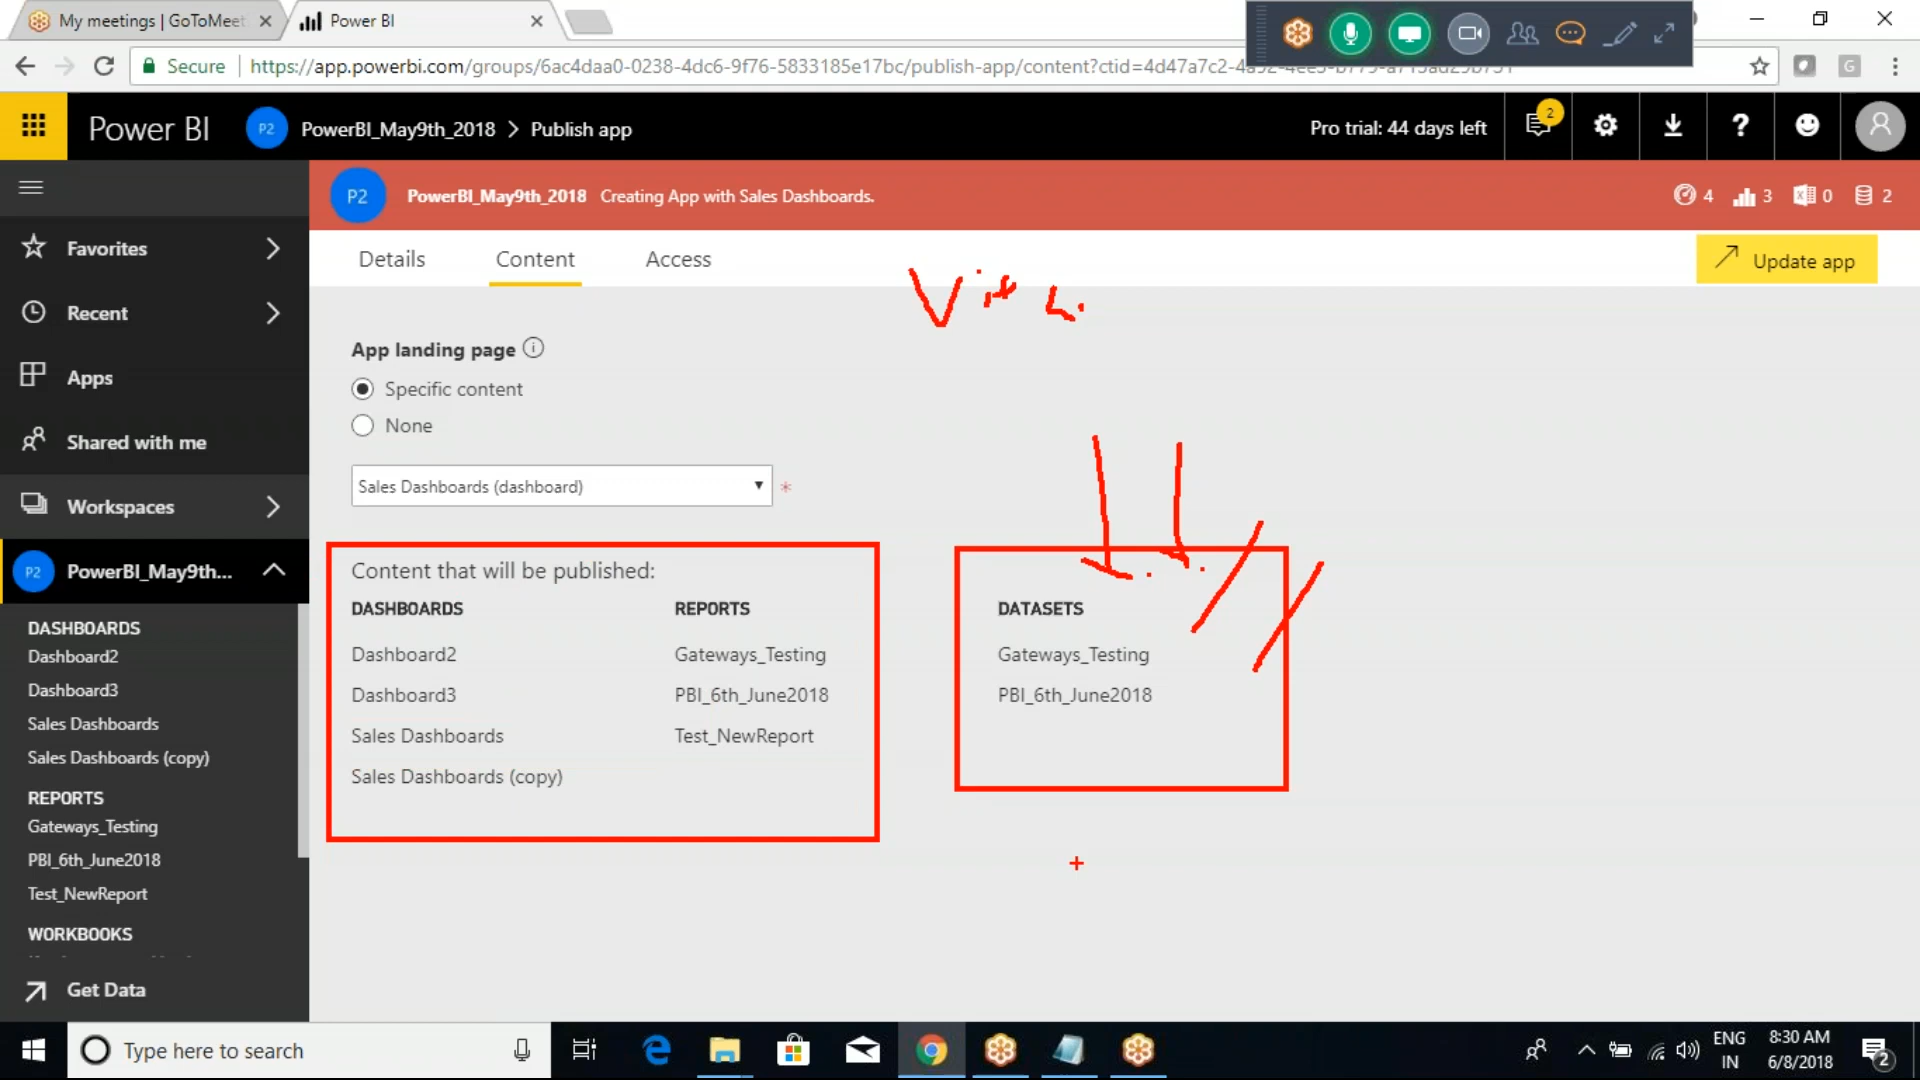 My meetings | GoToMeet
Power BI
Secure
https://app.powerbi.com/groups/6ac4daa0-0238-4dc6-9f76-5833185e17bc/publish-app/content?ctid=4d47a7c2-
G
Power BI
P2
PowerBI_May9th_2018 > Publish app
Pro trial: 44 days left
2
?
P2
PowerBI_May9th_2018 Creating App with Sales Dashboards.
4
3
0
2
Favorites
Recent
Apps
Shared with me
Workspaces
P2
PowerBI_May9th...
DASHBOARDS
Dashboard2
Dashboard3
Sales Dashboards
Sales Dashboards (copy)
REPORTS
Gateways_Testing
PBI_6th_June2018
Test_NewReport
WORKBOOKS
Get Data
Details
Content
Access
Update app
App landing page
Specific content
None
Sales Dashboards (dashboard)
*
Content that will be published:
DASHBOARDS
Dashboard2
Dashboard3
Sales Dashboards
Sales Dashboards (copy)
REPORTS
Gateways_Testing
PBI_6th_June2018
Test_NewReport
DATASETS
Gateways_Testing
PBI_6th_June2018
Type here to search
ENG
IN
8:30 AM
6/8/2018
2